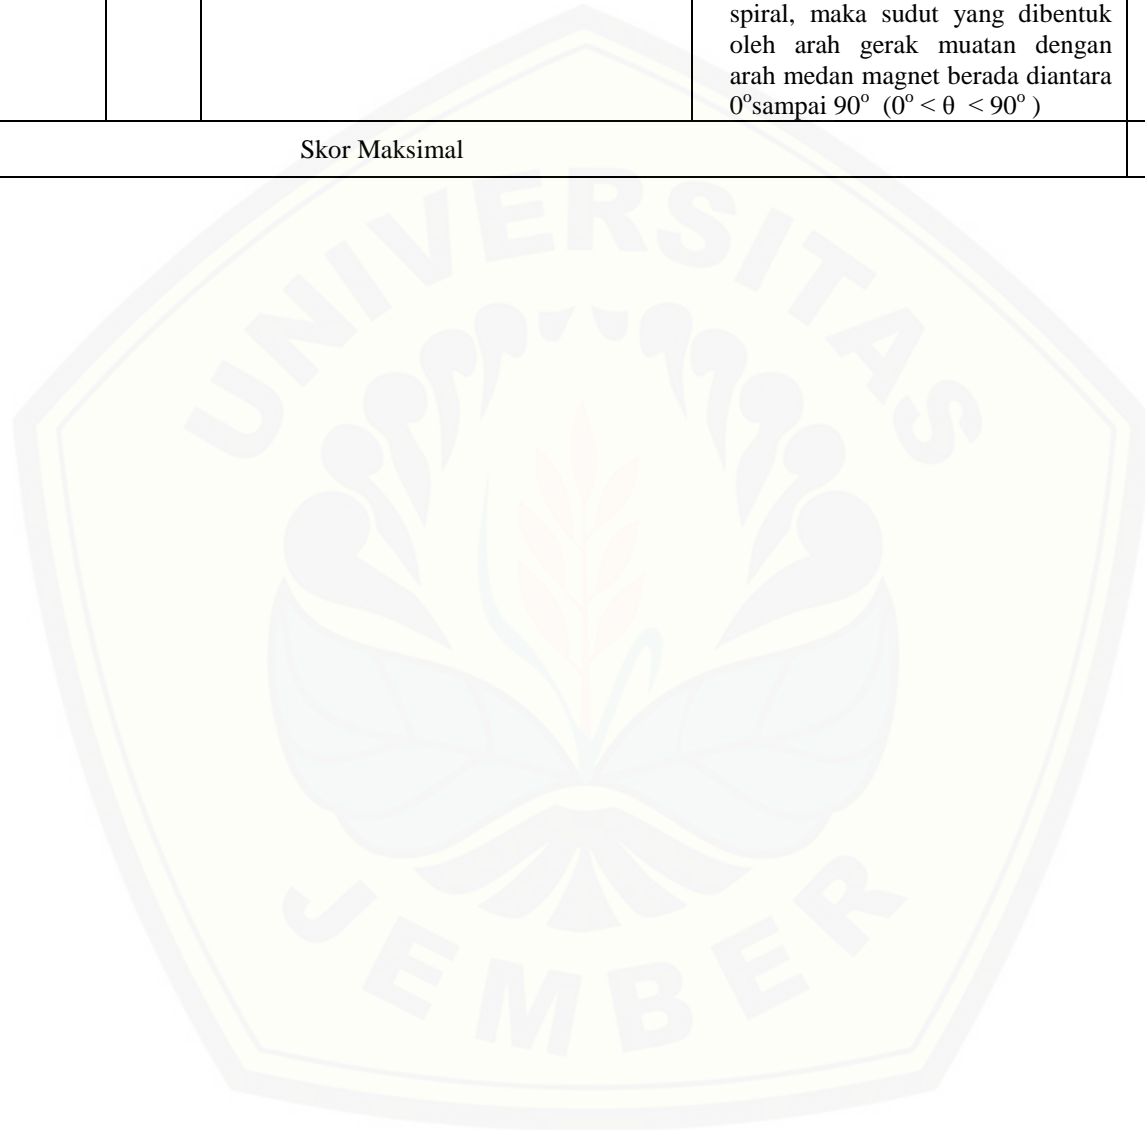 spiral, maka sudut yang dibentuk
oleh arah gerak muatan dengan
arah medan magnet berada diantara
0°sampai 90° (0° < θ < 90° )
Skor Maksimal
UNIVERSITAS
JEMBER